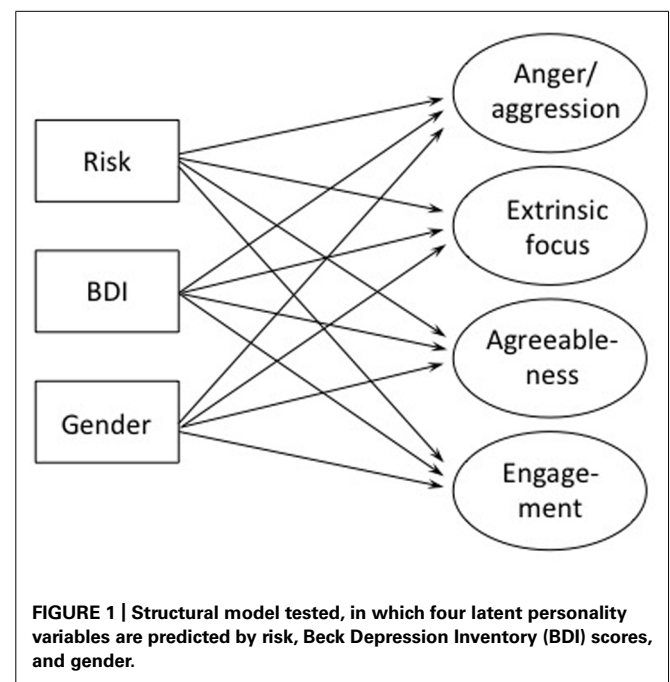 Risk
BDI
Gender
Anger/
aggression
Extrinsic
focus
Agreeable-
ness
Engage-
ment
FIGURE 1 | Structural model tested, in which four latent personality
variables are predicted by risk, Beck Depression Inventory (BDI) scores,
and gender.